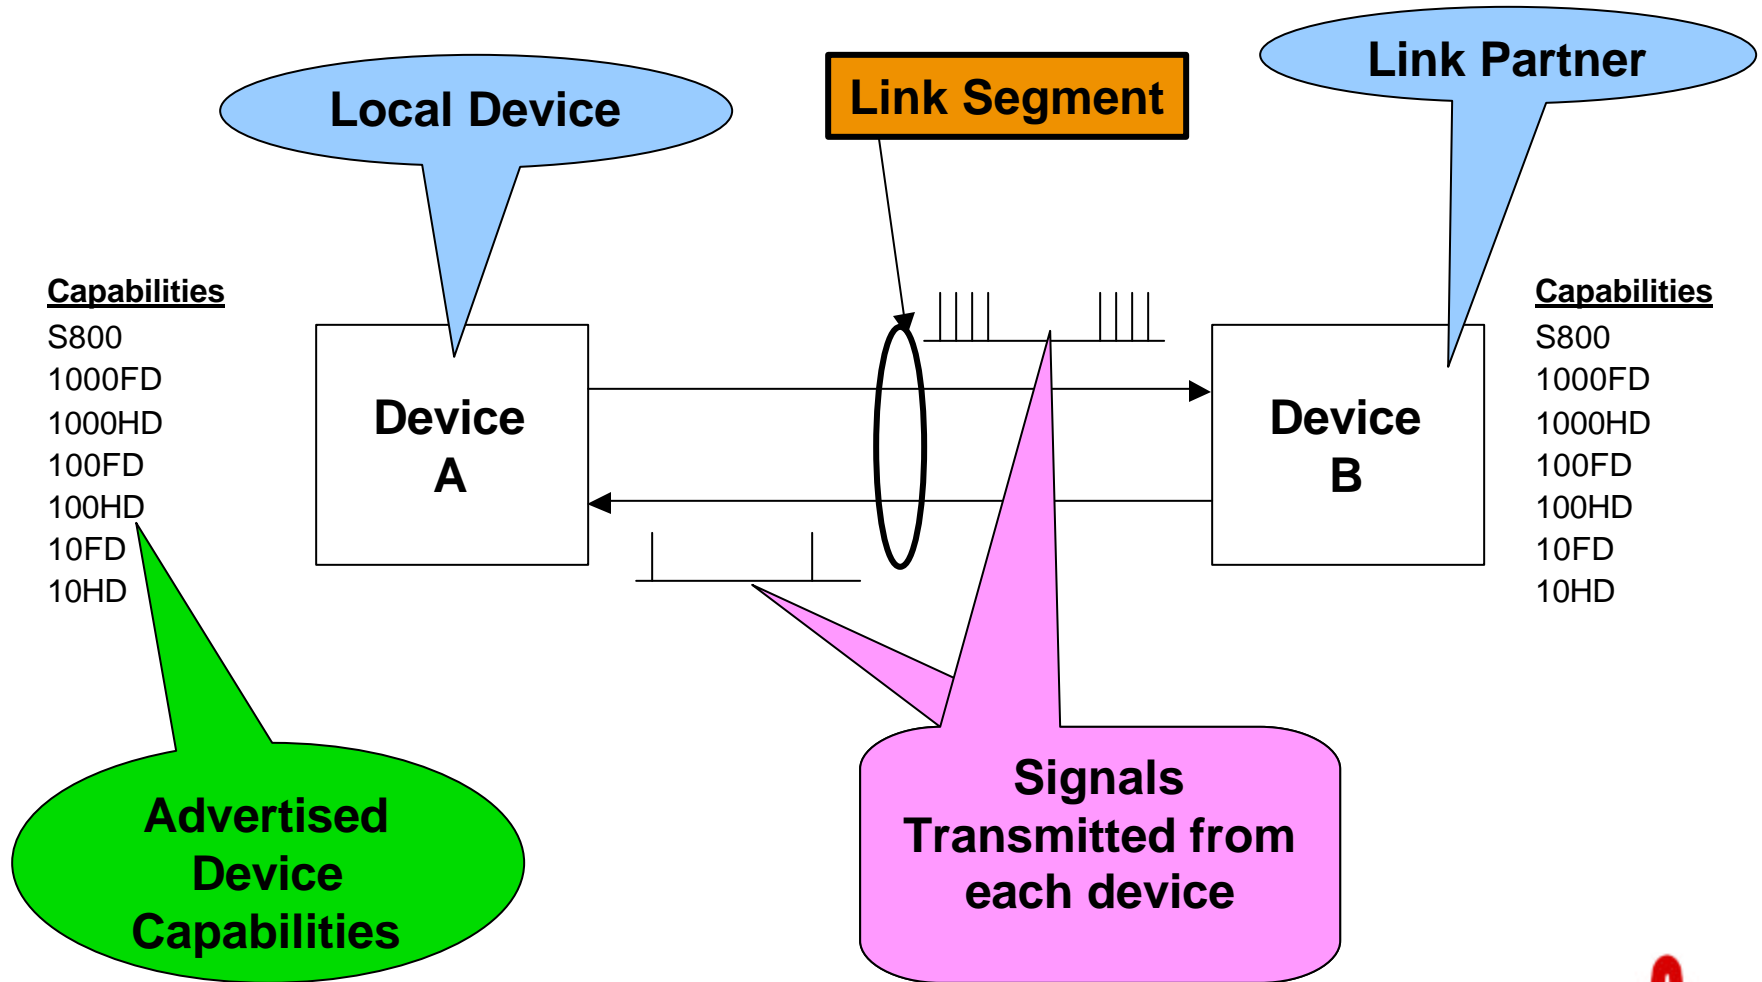 Local Device
Link Segment
Link Partner
Capabilities
S800
1000FD
1000HD
100FD
100HD
10FD
10HD
Device
A
Device
B
Capabilities
S800
1000FD
1000HD
100FD
100HD
10FD
10HD
Advertised
Device
Capabilities
Signals
Transmitted from
each device